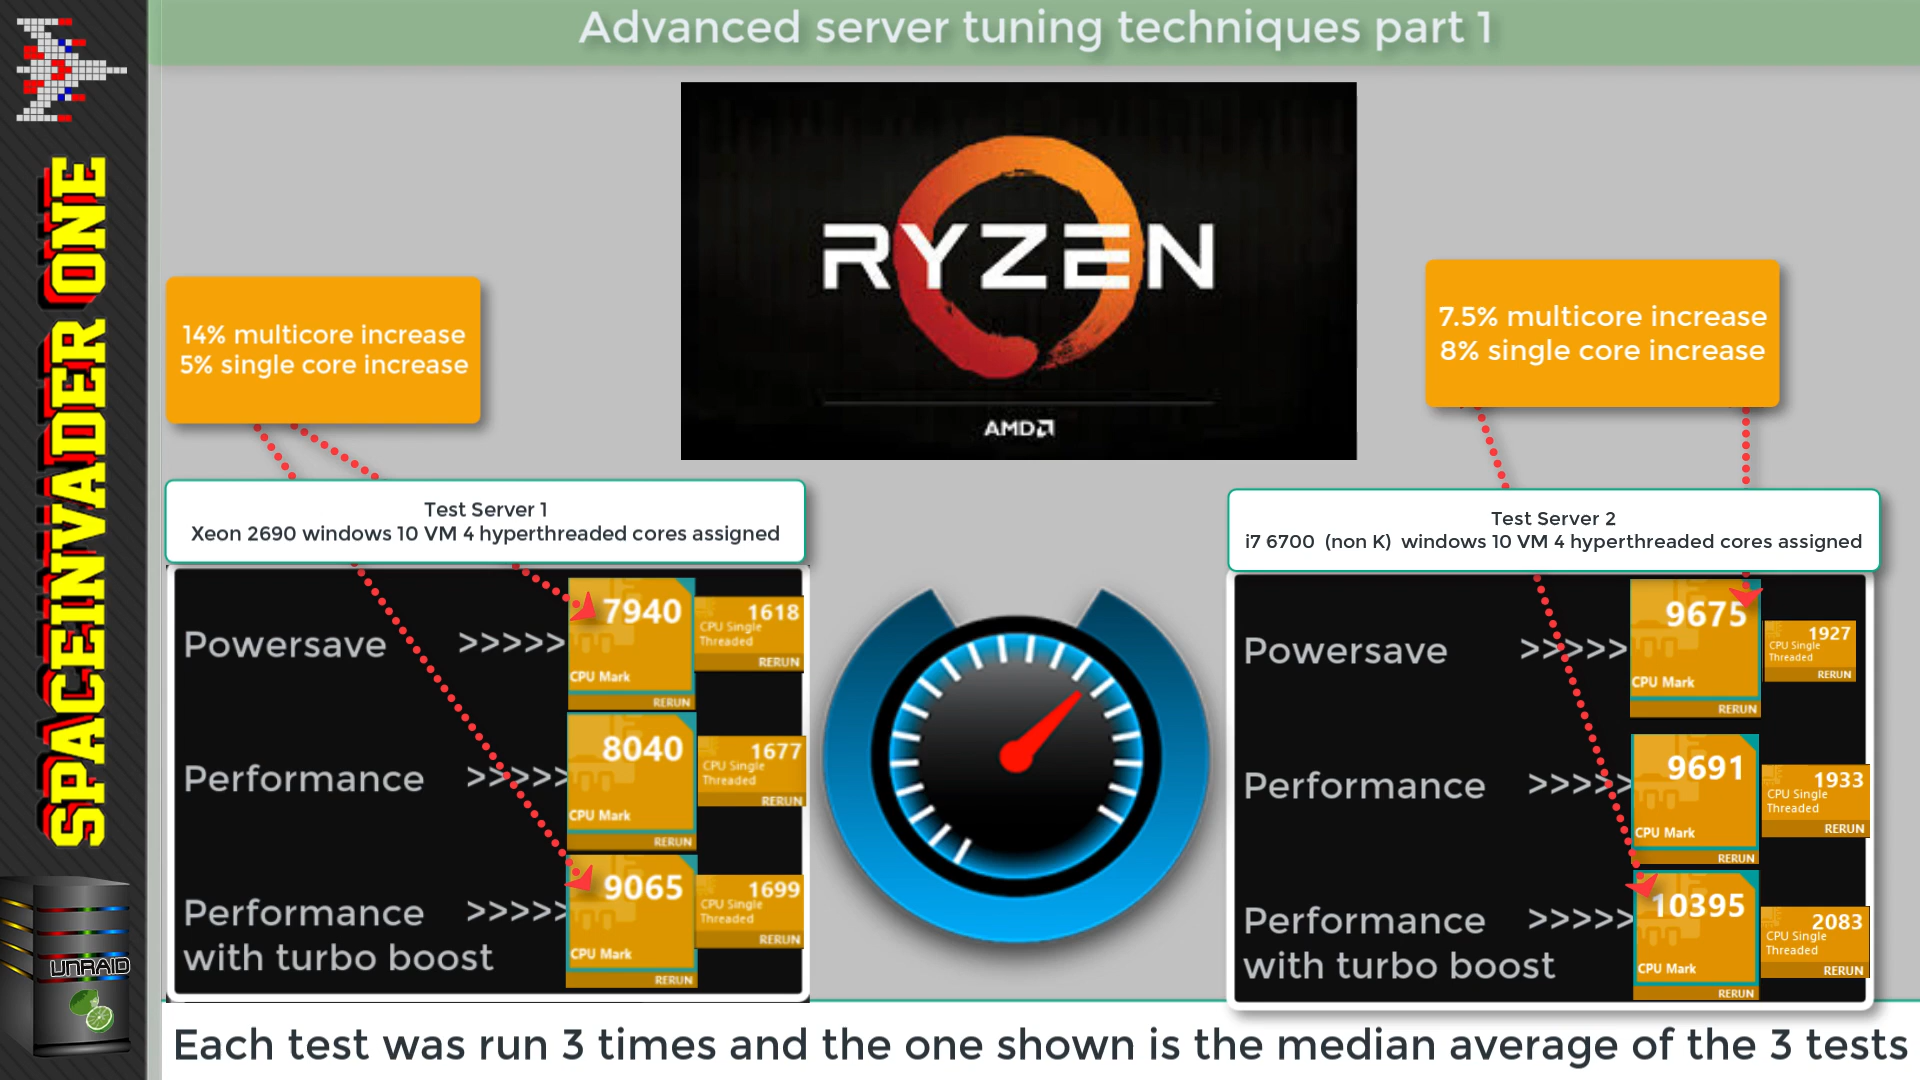 Advanced server tuning techniques part 1
SPACEINVADER ONE
RYZEN
AMD
14% multicore increase
5% single core increase
7.5% multicore increase
8% single core increase
Test Server 1
Xeon 2690 windows 10 VM 4 hyperthreaded cores assigned
Powersave >>>>>
7940
CPU Mark
RERUN
1618
CPU Single
Threaded
RERUN
Performance >>>>>
8040
CPU Mark
RERUN
1677
CPU Single
Threaded
RERUN
Performance >>>>>
with turbo boost
9065
CPU Mark
RERUN
1699
CPU Single
Threaded
RERUN
Test Server 2
i7 6700 (non K) windows 10 VM 4 hyperthreaded cores assigned
Powersave >>>>>
9675
CPU Mark
RERUN
1927
CPU Single
Threaded
RERUN
Performance >>>>>
9691
CPU Mark
RERUN
1933
CPU Single
Threaded
RERUN
Performance >>>>>
with turbo boost
10395
CPU Mark
RERUN
2083
CPU Single
Threaded
RERUN
UNRAID
Each test was run 3 times and the one shown is the median average of the 3 tests